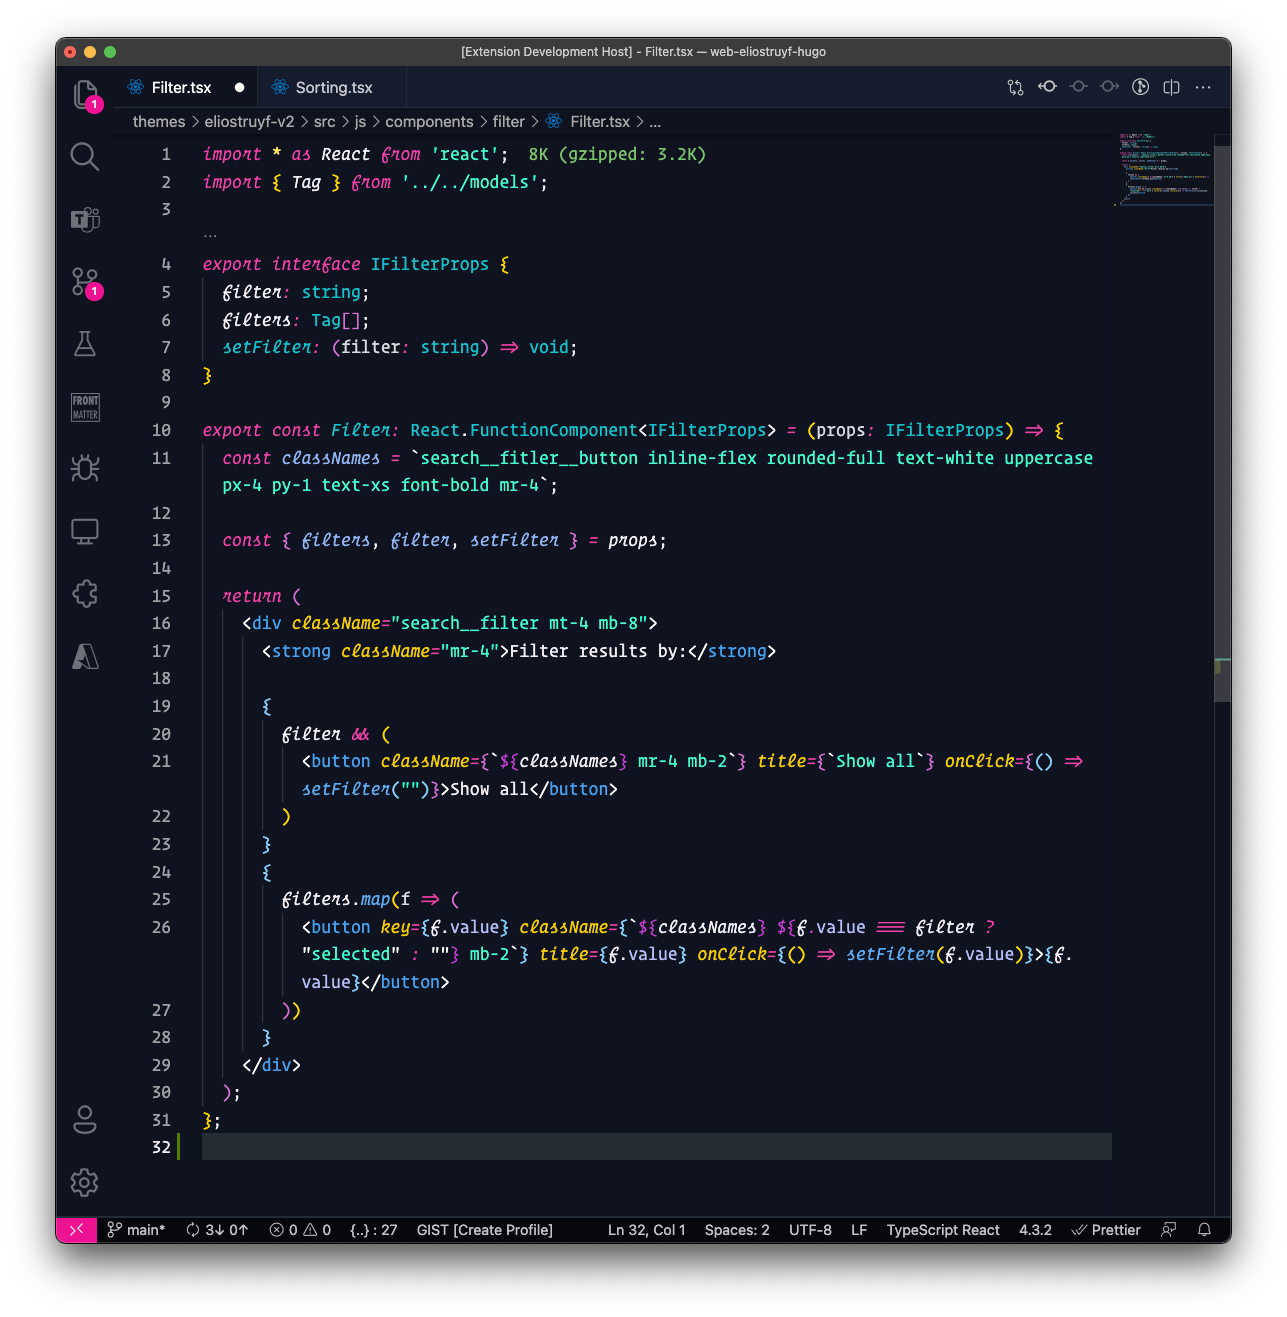 [Extension Development Host] - Filter.tsx — web-eliostruyf-hugo
Filter.tsx
Sorting.tsx
themes > eliostruyf-v2 > src > js > components > filter > Filter.tsx > ...
1 import * as React from 'react'; 8K (gzipped: 3.2K)
2 import { Tag } from '../../models';
3
...
4 export interface IFilterProps {
5 filter: string;
6 filters: Tag[];
7 setFilter: (filter: string) => void;
8 }
9
10 export const Filter: React.FunctionComponent<IFilterProps> = (props: IFilterProps) => {
11 const classNames = `search__fitler__button inline-flex rounded-full text-white uppercase
px-4 py-1 text-xs font-bold mr-4`;
12
13 const { filters, filter, setFilter } = props;
14
15 return (
16 <div className="search__filter mt-4 mb-8">
17 <strong className="mr-4">Filter results by:</strong>
18
19 {
20 filter && (
21 <button className={`${classNames} mr-4 mb-2`} title={`Show all`} onClick={() =>
setFilter("")}>Show all</button>
22 )
23 }
24 {
25 filters.map(f => (
26 <button key={f.value} className={`${classNames} ${f.value === filter ?
"selected" : ""} mb-2`} title={f.value} onClick={() => setFilter(f.value)}>{f.
value}</button>
27 ))
28 }
29 </div>
30 );
31 };
32
1
T
1
FRONT
MATTER
main* 3↓ 0↑ 0 0 {..} : 27 GIST [Create Profile] Ln 32, Col 1 Spaces: 2 UTF-8 LF TypeScript React 4.3.2 Prettier